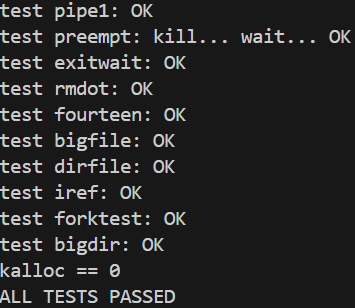 test pipe1: OK
test preempt: kill... wait... OK
test exitwait: OK
test rmdot: OK
test fourteen: OK
test bigfile: OK
test dirfile: OK
test iref: OK
test forktest: OK
test bigdir: OK
kalloc == 0
ALL TESTS PASSED